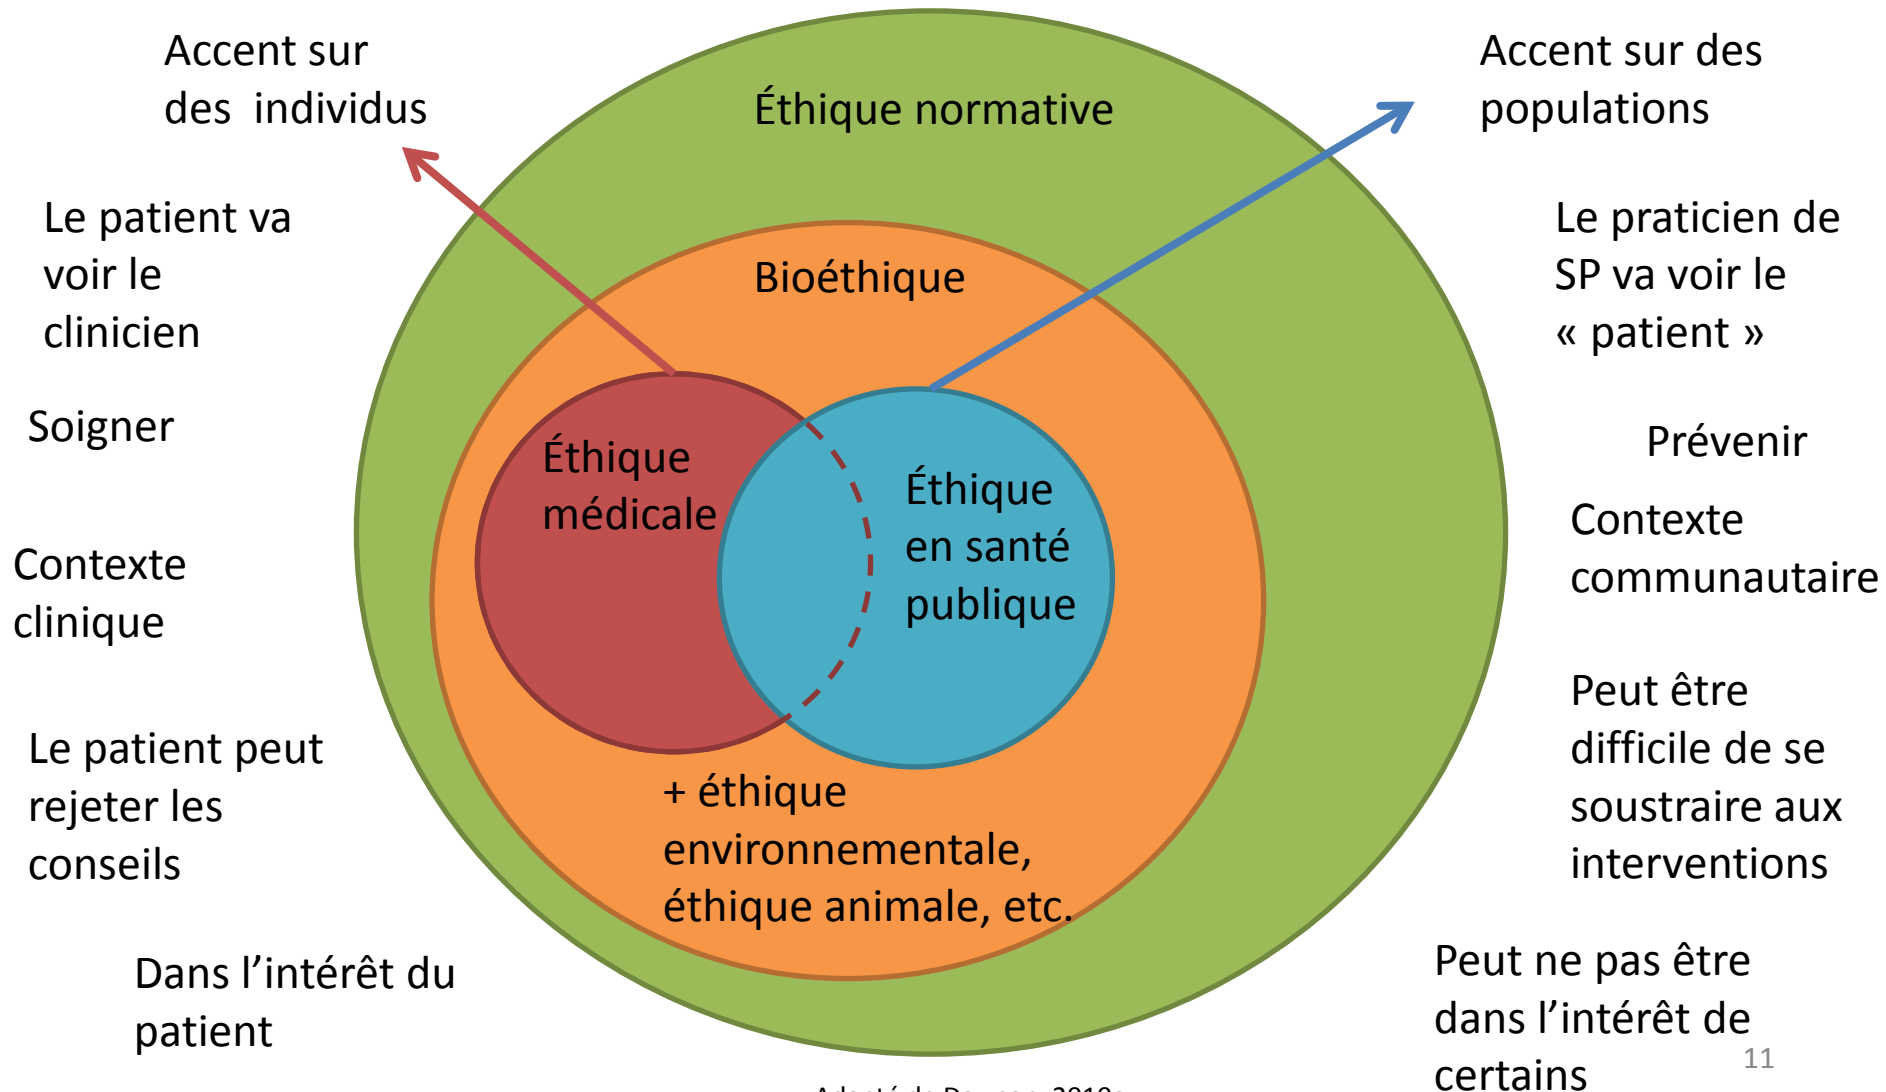 Accent sur
des individus
Le patient va
voir le
clinicien
Soigner
Contexte
clinique
Le patient peut
rejeter les
conseils
Dans l’intérêt du
patient
Éthique normative
Bioéthique
Éthique
médicale
Éthique
en santé
publique
+ éthique
environnementale,
éthique animale, etc.
Accent sur des
populations
Le praticien de
SP va voir le
« patient »
Prévenir
Contexte
communautaire
Peut être
difficile de se
soustraire aux
interventions
Peut ne pas être
dans l’intérêt de
certains
11